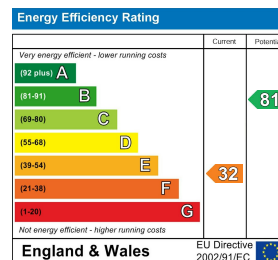 Energy Efficiency Rating
Current Potentia
Very energy efficient - lower running costs
(92 plus) A
(81-91) B
81
(69-80) C
(55-68) D
(39-54) E
32
(21-38) F
(1-20) G
Not energy efficient - higher running costs
England & Wales
EU Directive
2002/91/EC